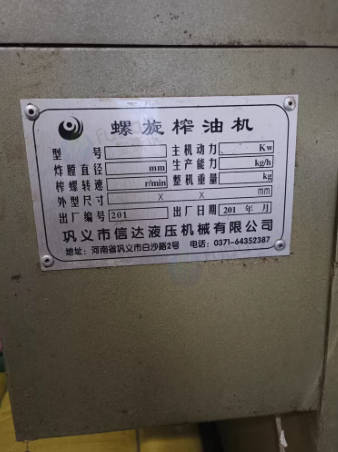 螺旋榨油机
型号 主机动力 Kw
炸膛直径 mm 生产能力 kg/h
榨螺转速 r/min 整机重量 kg
外型尺寸 X X mm
出厂编号 201 出厂日期 201 年 月
巩义市信达液压机械有限公司
地址：河南省巩义市白沙路2号 电话：0371-64352387